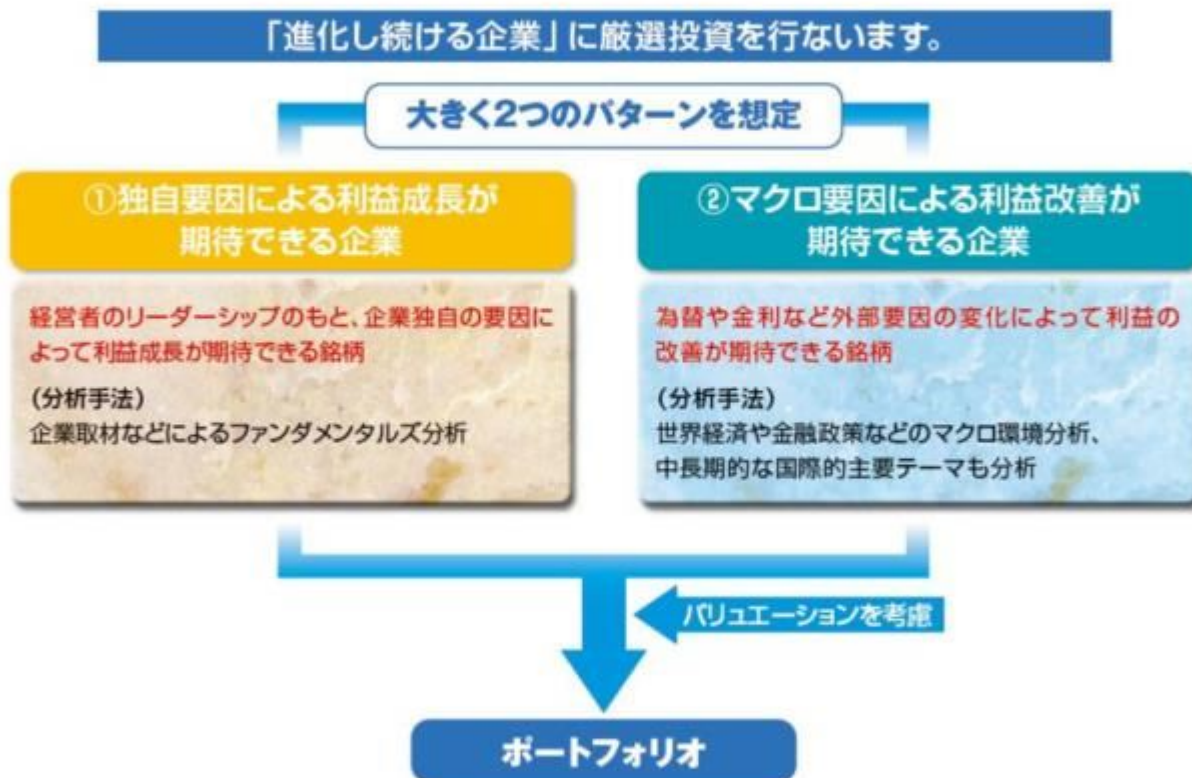 「進化し続ける企業」に厳選投資を行ないます。
大きく2つのパターンを想定
①独自要因による利益成長が
期待できる企業
経営者のリーダーシップのもと、企業独自の要因に
よって利益成長が期待できる銘柄
(分析手法)
企業取材などによるファンダメンタルズ分析
②マクロ要因による利益改善が
期待できる企業
為替や金利など外部要因の変化によって利益の
改善が期待できる銘柄
(分析手法)
世界経済や金融政策などのマクロ環境分析、
中長期的な国際的主要テーマも分析
バリュエーションを考慮
ポートフォリオ